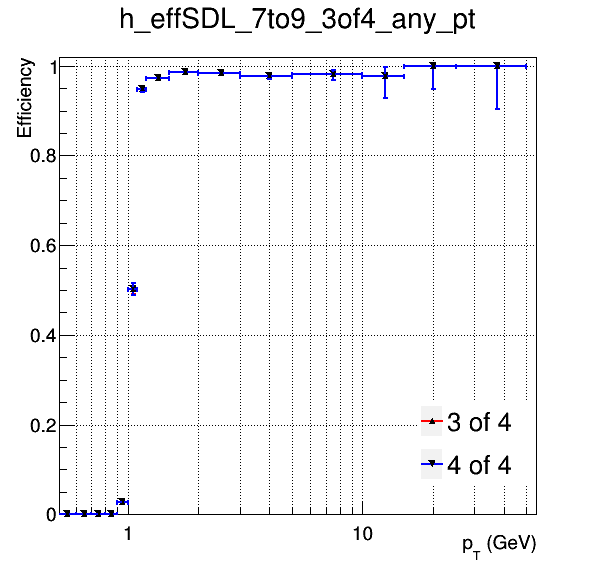 h_effSDL_7to9_3of4_any_pt
Efficiency
1
0.8
0.6
0.4
0.2
0
3 of 4
4 of 4
1
10
p_T (GeV)